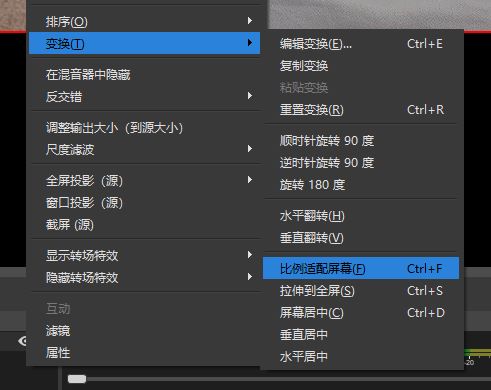 排序(O)
变换(T)
在混音器中隐藏
反交错
调整输出大小（到源大小）
尺度滤波
全屏投影（源）
窗口投影（源）
截屏 (源)
显示转场特效
隐藏转场特效
互动
滤镜
属性
编辑变换(E)... Ctrl+E
复制变换
粘贴变换
重置变换(R) Ctrl+R
顺时针旋转 90 度
逆时针旋转 90 度
旋转 180 度
水平翻转(H)
垂直翻转(V)
比例适配屏幕(F) Ctrl+F
拉伸到全屏(S) Ctrl+S
屏幕居中(C) Ctrl+D
垂直居中
水平居中
-20